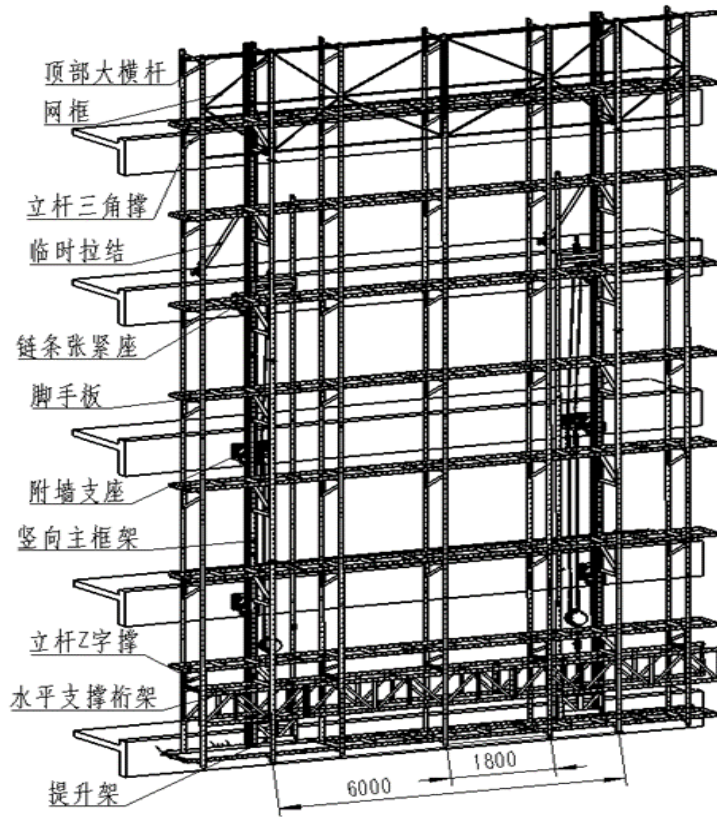 顶部大横杆
网框
立杆三角撑
临时拉结
链条张紧座
脚手板
附墙支座
竖向主框架
立杆Z字撑
水平支撑桁架
提升架
6000
1800